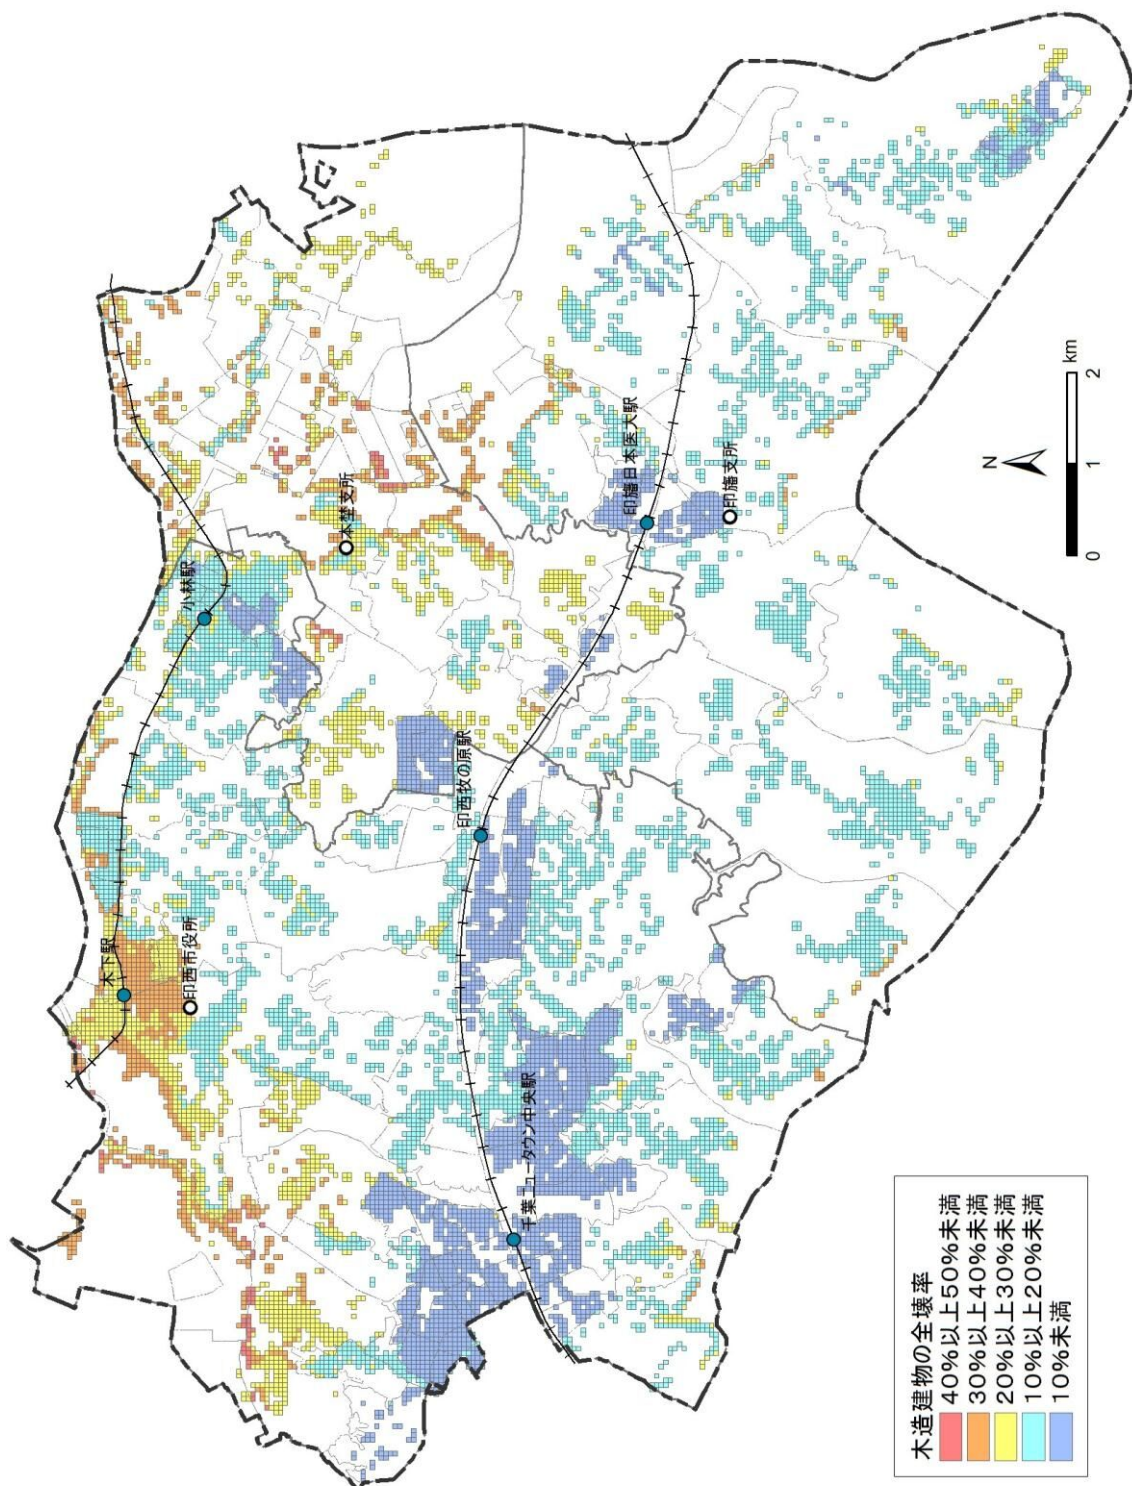 木下駅
印西市役所
小林駅
本埜支所
印西牧の原駅
千葉ニュータウン中央駅
印旛日本医大駅
印旛支所
木造建物の全壊率
40%以上50%未満
30%以上40%未満
20%以上30%未満
10%以上20%未満
10%未満
N
0 1 2 km